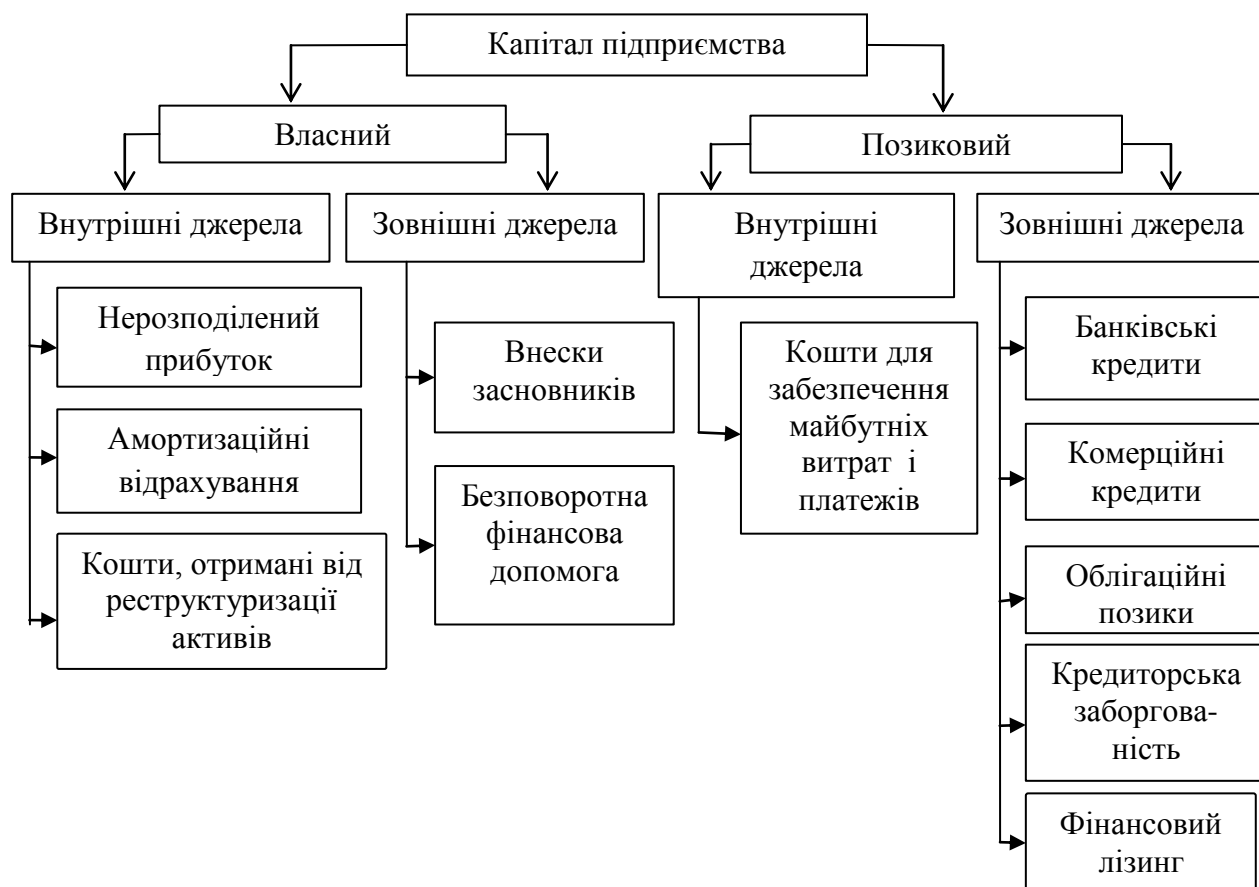 Капітал підприємства
Власний
Позиковий
Внутрішні джерела
Зовнішні джерела
Внутрішні
джерела
Зовнішні джерела
Нерозподілений
прибуток
Амортизаційні
відрахування
Кошти, отримані від
реструктуризації
активів
Внески
засновників
Безповоротна
фінансова
допомога
Кошти для
забезпечення
майбутніх
витрат і
платежів
Банківські
кредити
Комерційні
кредити
Облігаційні
позики
Кредиторська
заборгова-
ність
Фінансовий
лізинг